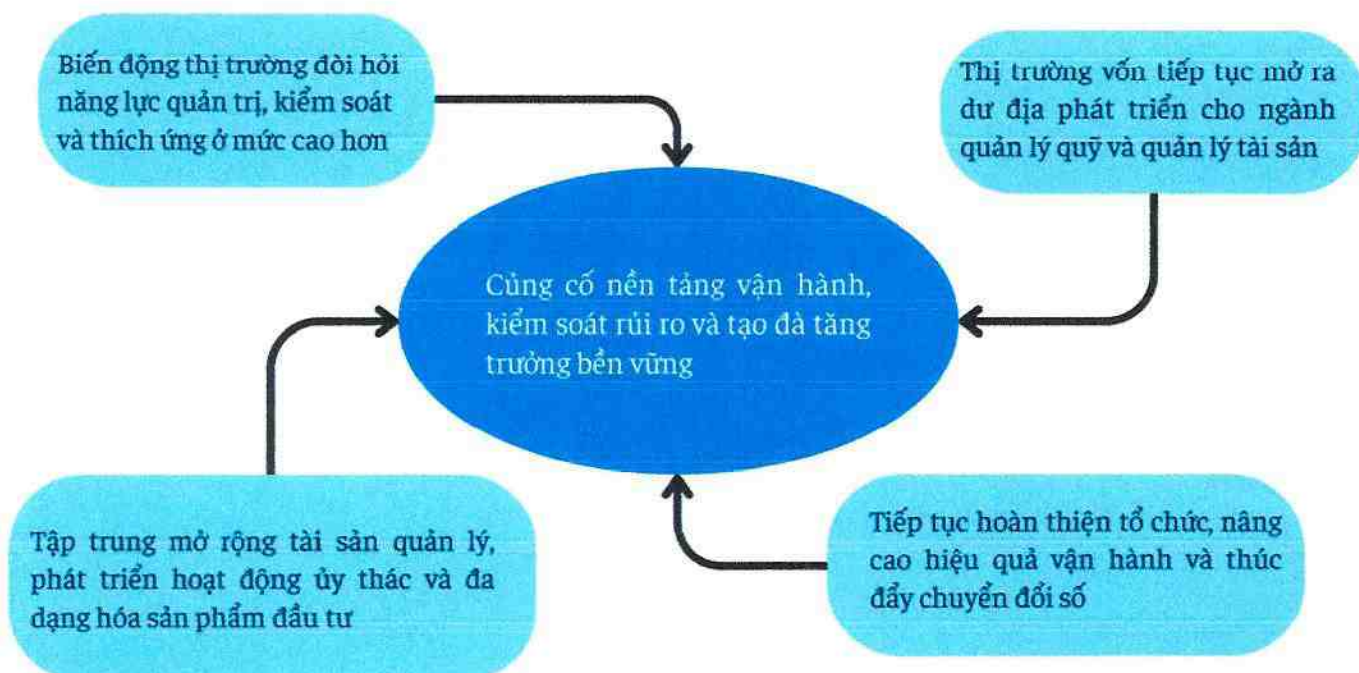 Biến động thị trường đòi hỏi
năng lực quản trị, kiểm soát
và thích ứng ở mức cao hơn
Thị trường vốn tiếp tục mở ra
dư địa phát triển cho ngành
quản lý quỹ và quản lý tài sản
Củng cố nền tảng vận hành,
kiểm soát rủi ro và tạo đà tăng
trưởng bền vững
Tập trung mở rộng tài sản quản lý,
phát triển hoạt động ủy thác và đa
dạng hóa sản phẩm đầu tư
Tiếp tục hoàn thiện tổ chức, nâng
cao hiệu quả vận hành và thúc
đẩy chuyển đổi số